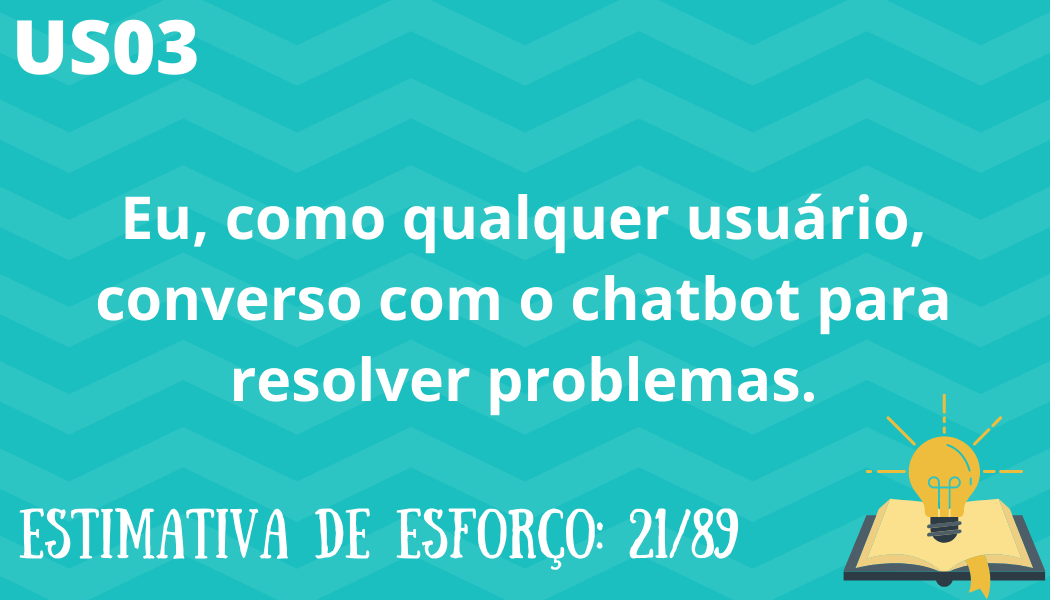 US03
Eu, como qualquer usuário,
converso com o chatbot para
resolver problemas.
ESTIMATIVA DE ESFORÇO: 21/89